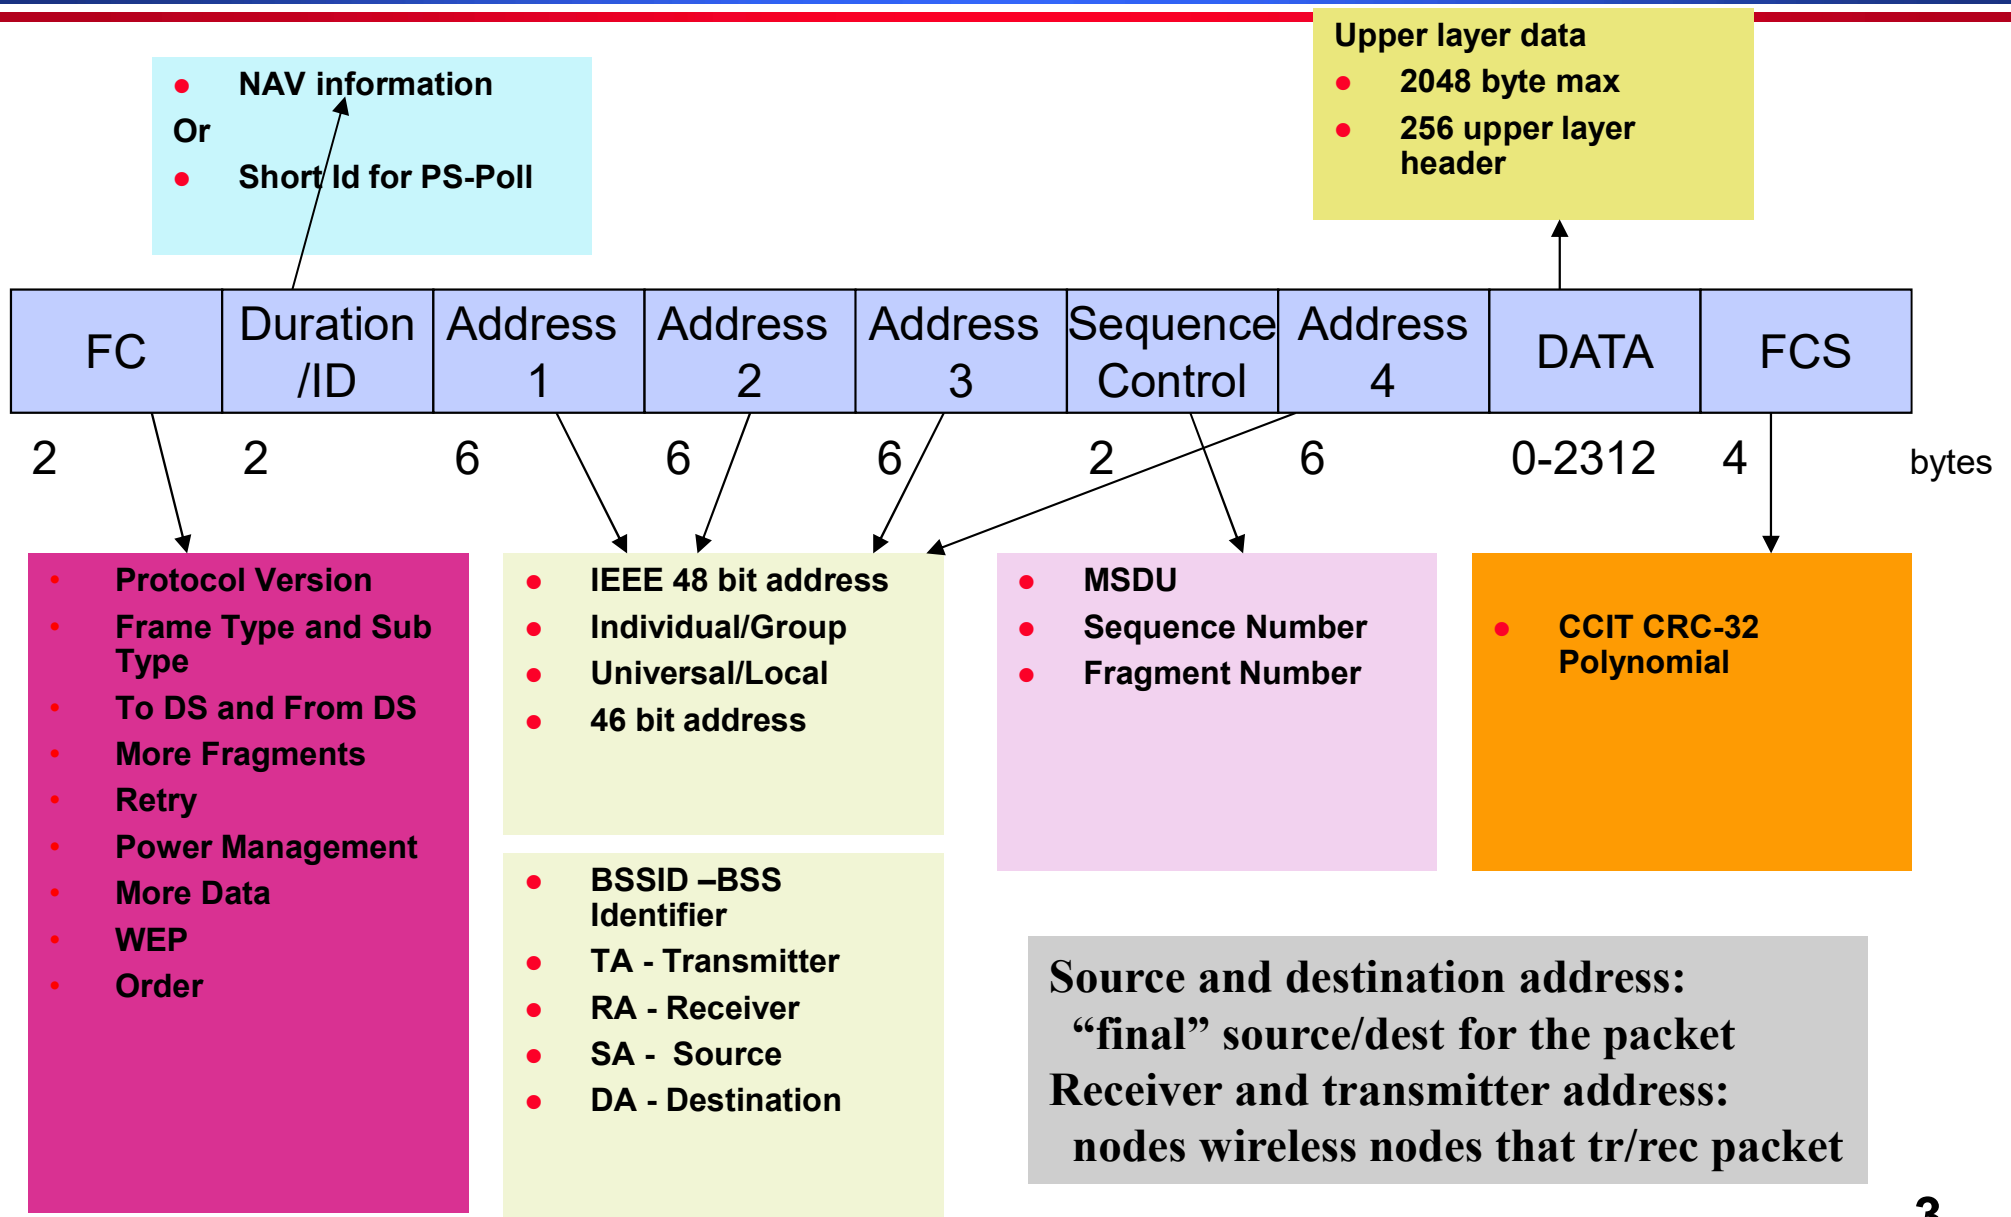 Upper layer data
● 2048 byte max
● 256 upper layer
header
● NAV information
Or
● Short Id for PS-Poll
FC
Duration
/ID
Address
1
Address
2
Address
3
Sequence
Control
Address
4
DATA
FCS
2 2 6 6 6 2 6 0-2312 4 bytes
• Protocol Version
• Frame Type and Sub
Type
• To DS and From DS
• More Fragments
• Retry
• Power Management
• More Data
• WEP
• Order
● IEEE 48 bit address
● Individual/Group
● Universal/Local
● 46 bit address
● BSSID –BSS
Identifier
● TA - Transmitter
● RA - Receiver
● SA - Source
● DA - Destination
● MSDU
● Sequence Number
● Fragment Number
● CCIT CRC-32
Polynomial
Source and destination address:
“final” source/dest for the packet
Receiver and transmitter address:
nodes wireless nodes that tr/rec packet
3